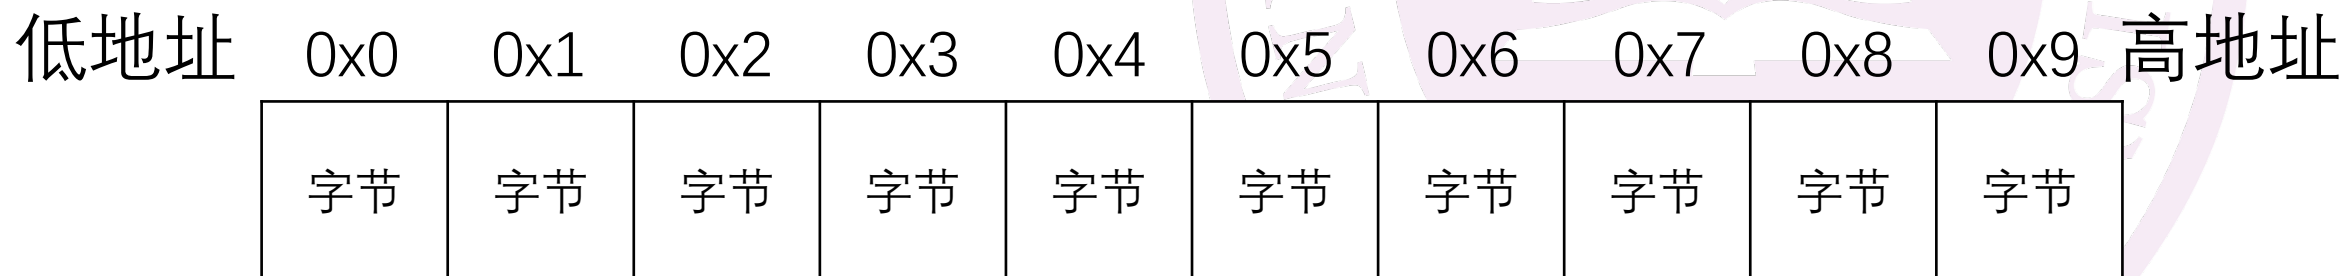 低地址 0x0 0x1 0x2 0x3 0x4 0x5 0x6 0x7 0x8 0x9 高地址
字节 字节 字节 字节 字节 字节 字节 字节 字节 字节